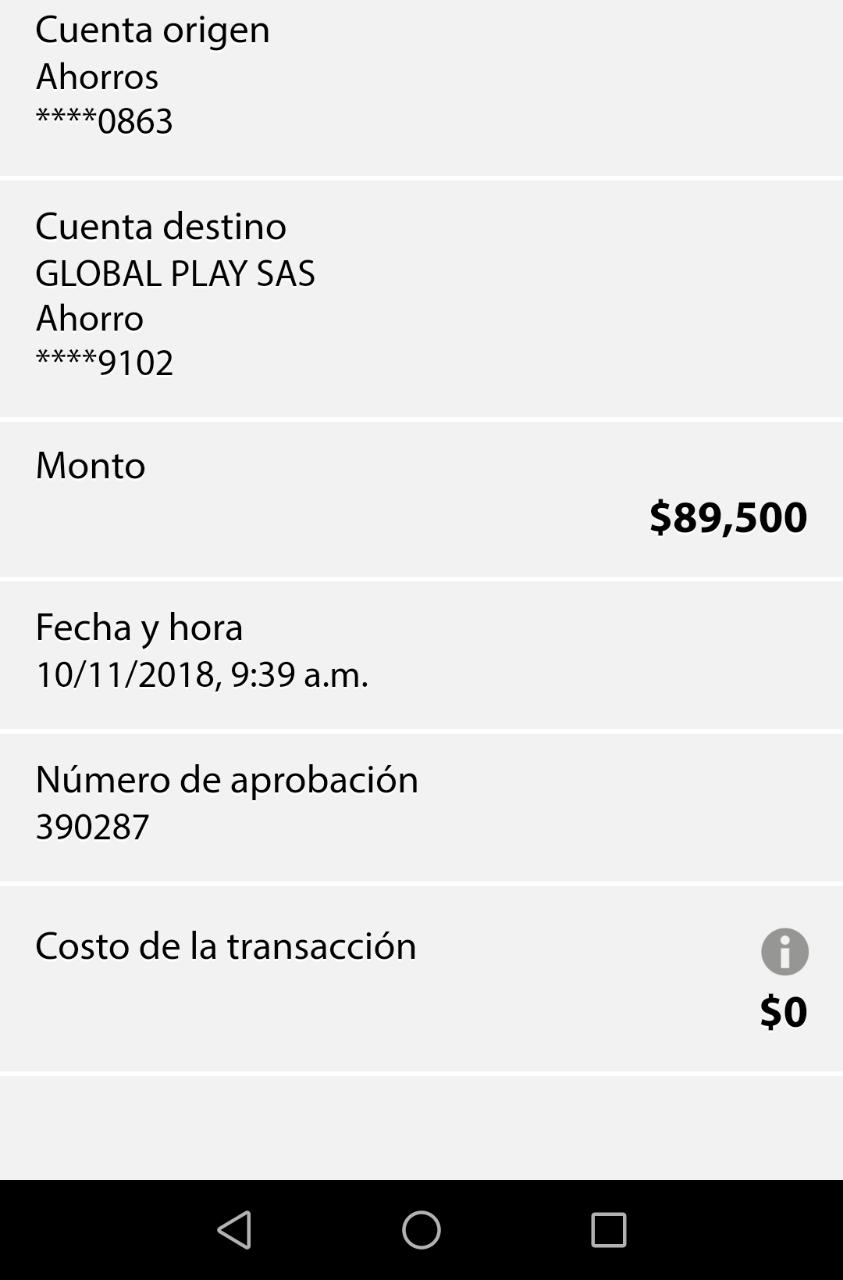 Cuenta origen
Ahorros
****0863
Cuenta destino
GLOBAL PLAY SAS
Ahorro
****9102
Monto
$89,500
Fecha y hora
10/11/2018, 9:39 a.m.
Número de aprobación
390287
Costo de la transacción
$0